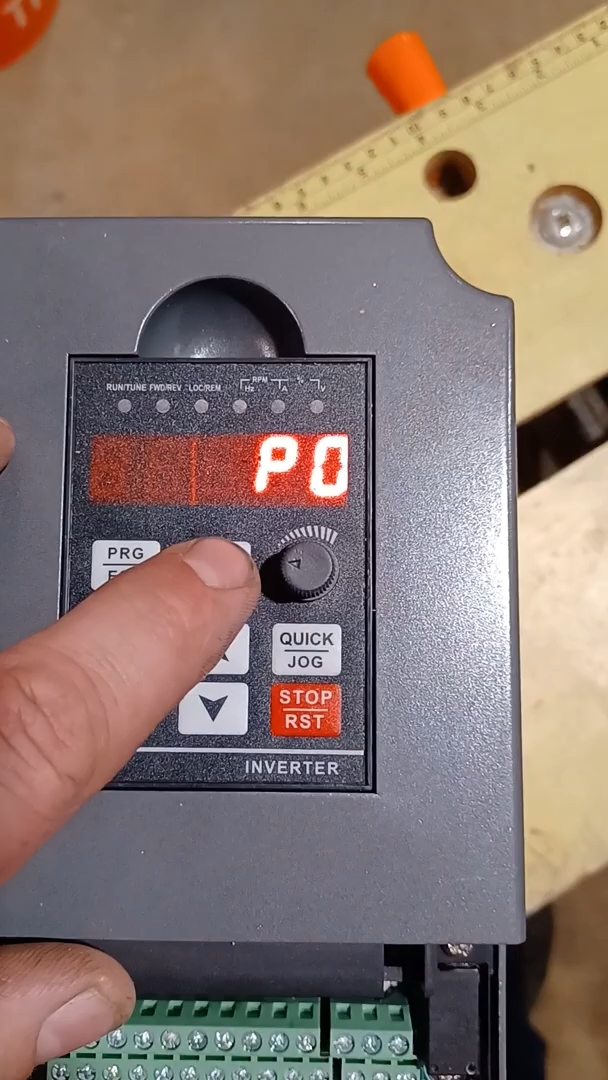 RPM %
RUN/TUNE FWD/REV LOC/REM Hz A V
P0
PRG
QUICK
JOG
STOP
RST
INVERTER